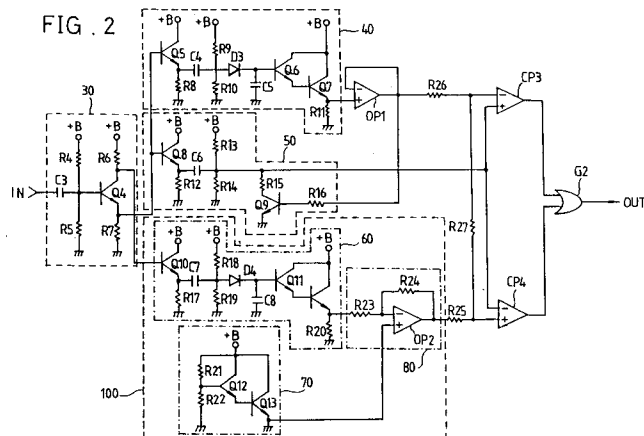 FIG. 2
+B
+B
+B
40
R9
Q5
C4
D3
Q6
CP3
30
R8
R10
C5
Q7
R26
+B
+B
R11
OP1
+B
R4
R6
Q8
C6
R13
50
IN
C3
Q4
R12
R14
R15
G2
OUT
Q9
R16
R5
R7
R27
+B
60
+B
Q10
C7
R18
D4
Q11
R24
CP4
R17
R19
C8
R23
R25
R20
OP2
+B
70
80
R21
Q12
100
R22
Q13